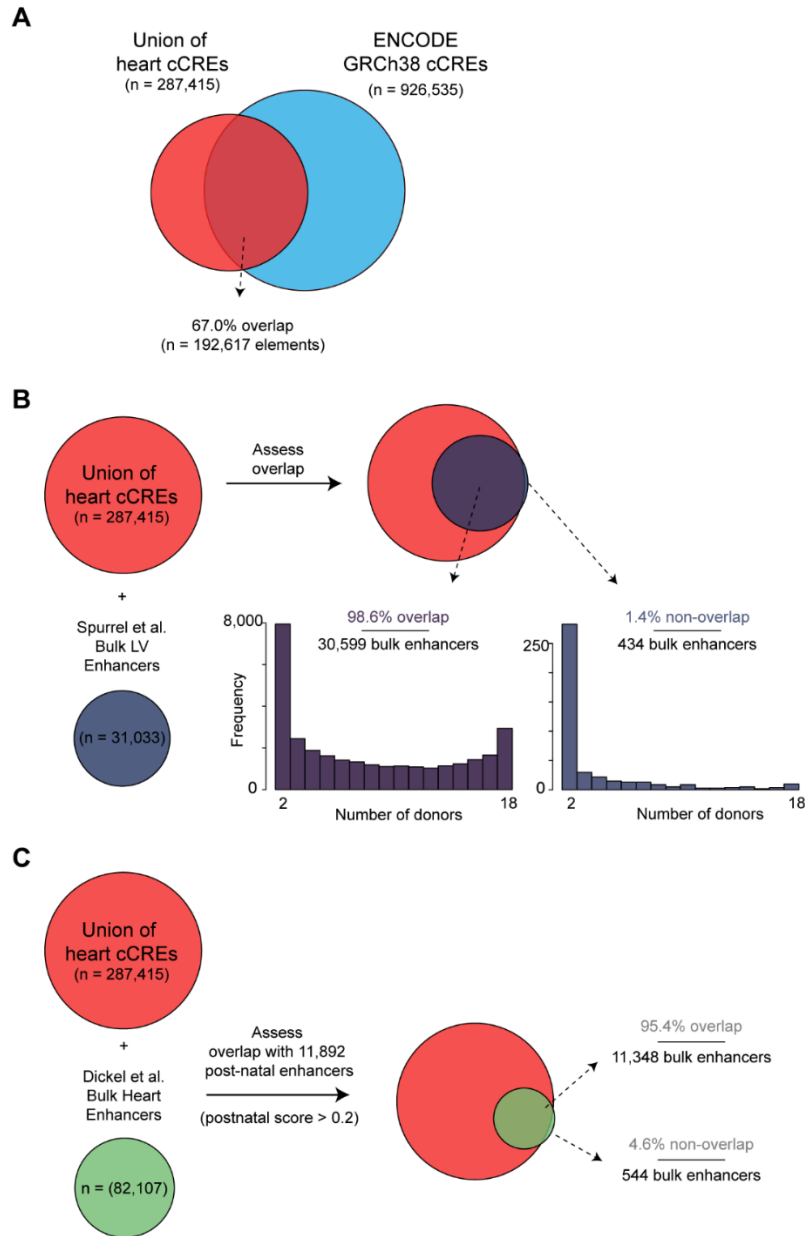 A
Union of
heart cCREs
(n = 287,415)
ENCODE
GRCh38 cCREs
(n = 926,535)
67.0% overlap
(n = 192,617 elements)
B
Union of
heart cCREs
(n = 287,415)
+
Spurrel et al.
Bulk LV
Enhancers
(n = 31,033)
Assess
overlap
98.6% overlap
30,599 bulk enhancers
8,000
0
Frequency
2
18
Number of donors
1.4% non-overlap
434 bulk enhancers
250
0
2
18
Number of donors
C
Union of
heart cCREs
(n = 287,415)
+
Dickel et al.
Bulk Heart
Enhancers
n = (82,107)
Assess
overlap with 11,892
post-natal enhancers
(postnatal score > 0.2)
95.4% overlap
11,348 bulk enhancers
4.6% non-overlap
544 bulk enhancers